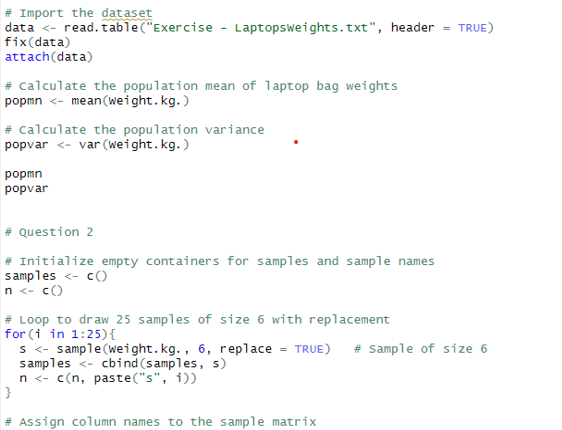 # Import the dataset
data <- read.table("Exercise - LaptopsWeights.txt", header = TRUE)
fix(data)
attach(data)
# Calculate the population mean of laptop bag weights
popmn <- mean(Weight.kg.)
# Calculate the population variance
popvar <- var(Weight.kg.)
popmn
popvar
# Question 2
# Initialize empty containers for samples and sample names
samples <- c()
n <- c()
# Loop to draw 25 samples of size 6 with replacement
for(i in 1:25){
  s <- sample(Weight.kg., 6, replace = TRUE)   # Sample of size 6
  samples <- cbind(samples, s)
  n <- c(n, paste("s", i))
}
# Assign column names to the sample matrix